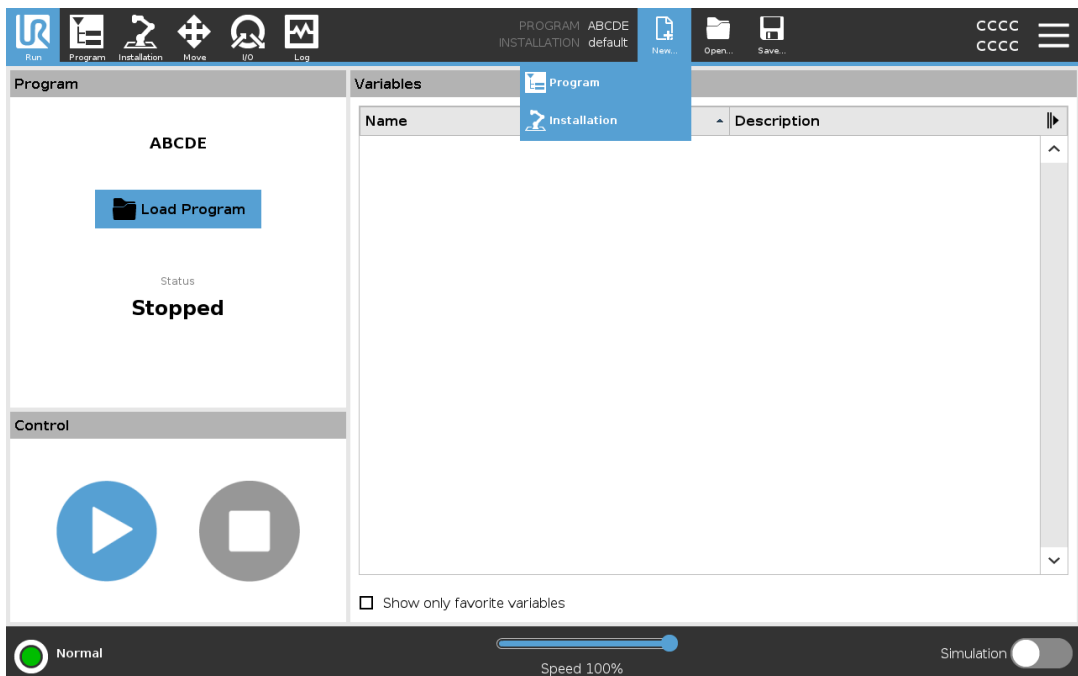 UR
Run
Program
Installation
Move
I/O
Log
PROGRAM ABCDE
INSTALLATION default
New...
Open...
Save...
CCCC
CCCC
Program
Installation
Program
ABCDE
Load Program
Status
Stopped
Control
Variables
Name
Description
Show only favorite variables
Normal
Speed 100%
Simulation